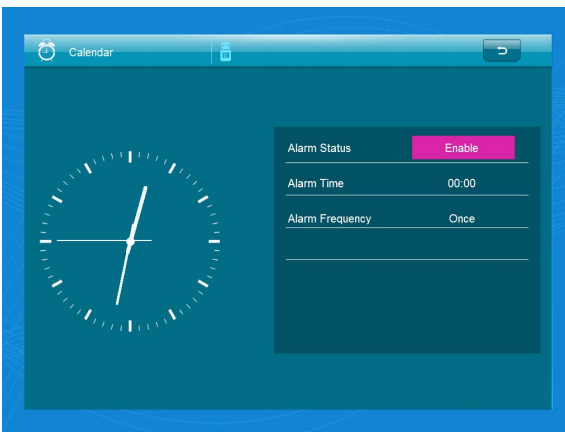 Calendar
Alarm Status Enable
Alarm Time 00:00
Alarm Frequency Once